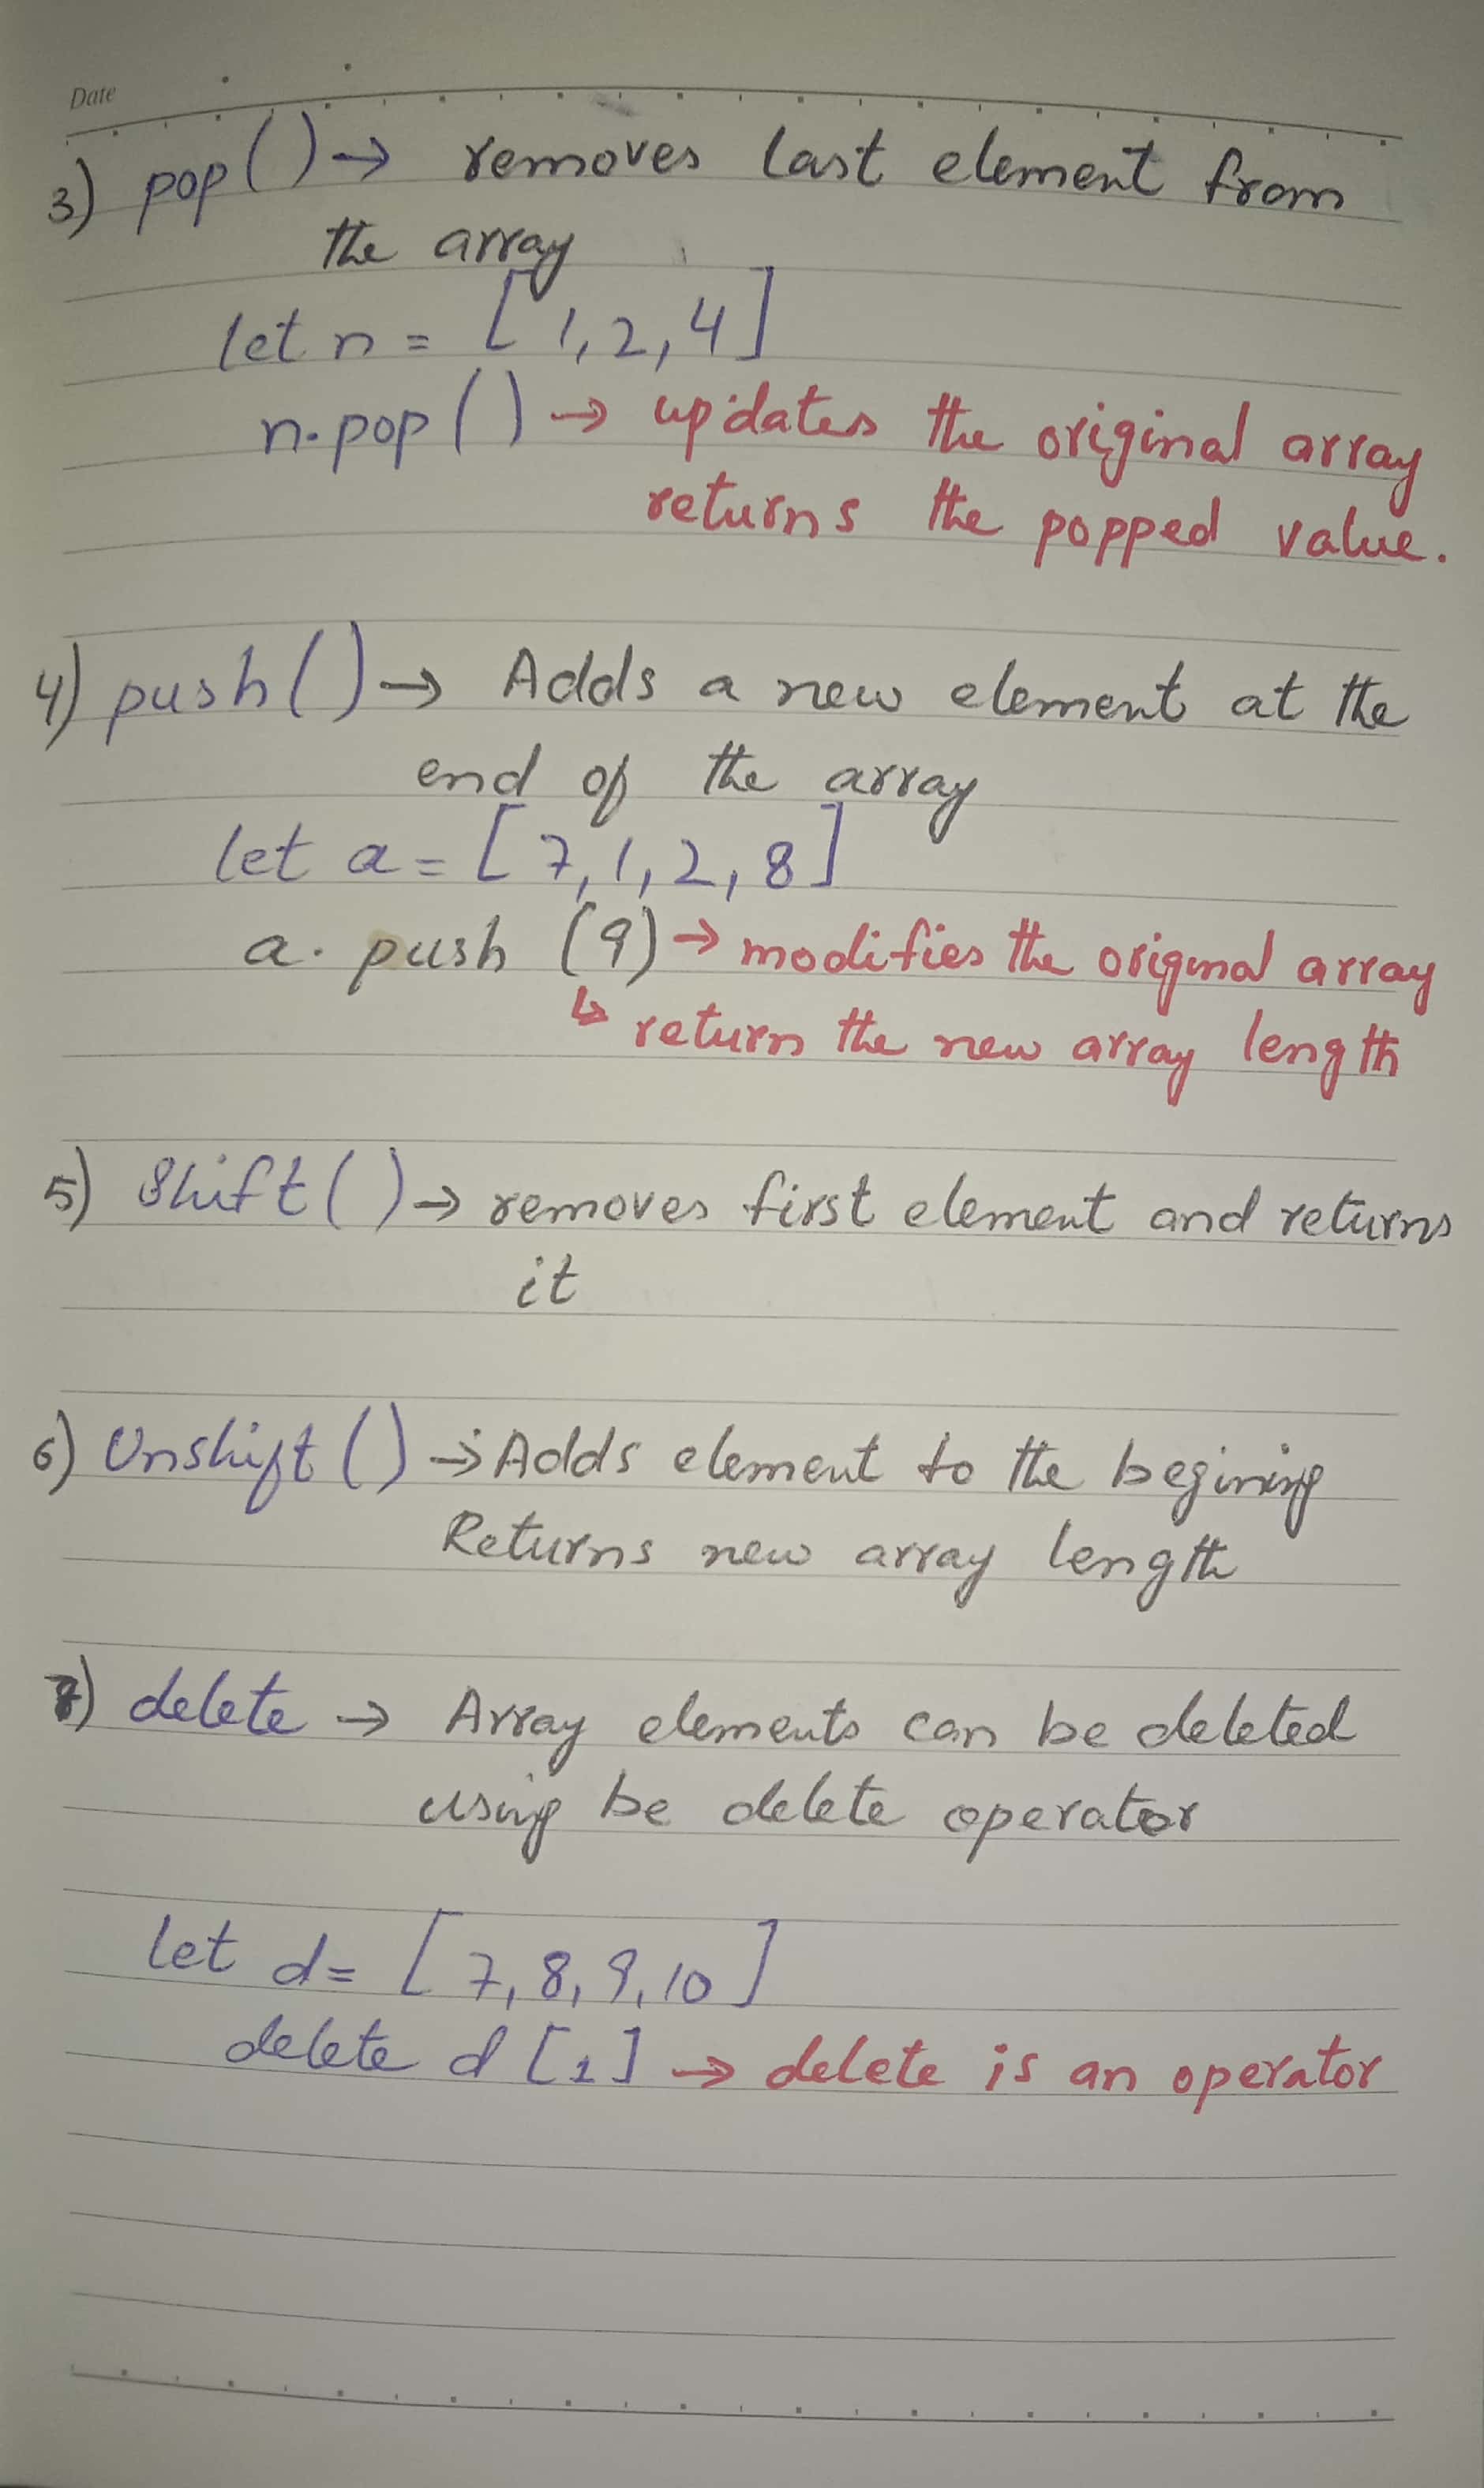 Date
3) pop() → removes last element from
the array
let n = [1,2,4]
n.pop() → updates the original array
returns the popped value.
4) push() → Adds a new element at the
end of the array
let a = [7,1,2,8]
a. push (9) → modifies the original array
↳ return the new array length
5) Shift() → removes first element and returns
it
6) Unshift() → Adds element to the begining
Returns new array length
7) delete → Array elements can be deleted
using be delete operator
let d= [7,8,9,10]
delete d[1] → delete is an operator